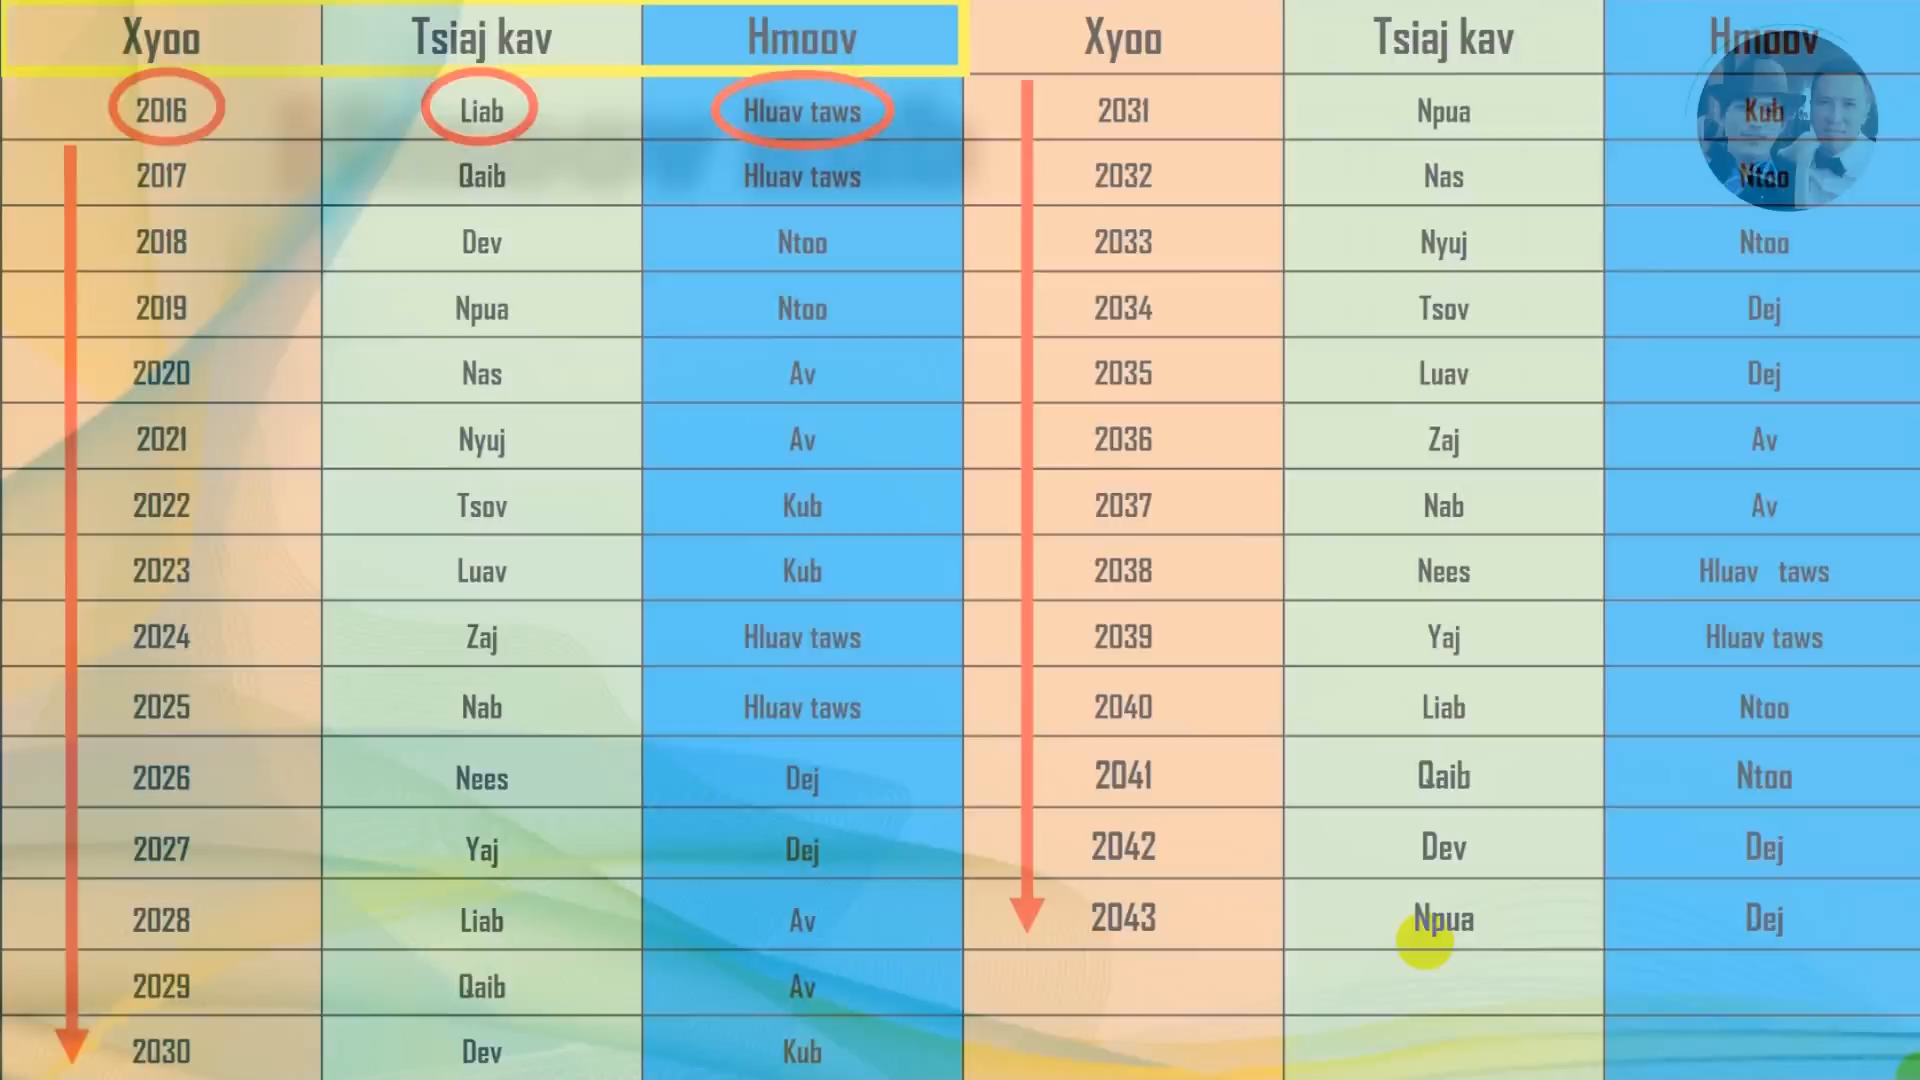 Xyoo Tsiaj kav Hmoov Xyoo Tsiaj kav Hmoov
2016 Liab Hluav taws 2031 Npua Kub
2017 Qaib Hluav taws 2032 Nas Ntoo
2018 Dev Ntoo 2033 Nyuj Ntoo
2019 Npua Ntoo 2034 Tsov Dej
2020 Nas Av 2035 Luav Dej
2021 Nyuj Av 2036 Zaj Av
2022 Tsov Kub 2037 Nab Av
2023 Luav Kub 2038 Nees Hluav taws
2024 Zaj Hluav taws 2039 Yaj Hluav taws
2025 Nab Hluav taws 2040 Liab Ntoo
2026 Nees Dej 2041 Qaib Ntoo
2027 Yaj Dej 2042 Dev Dej
2028 Liab Av 2043 Npua Dej
2029 Qaib Av
2030 Dev Kub